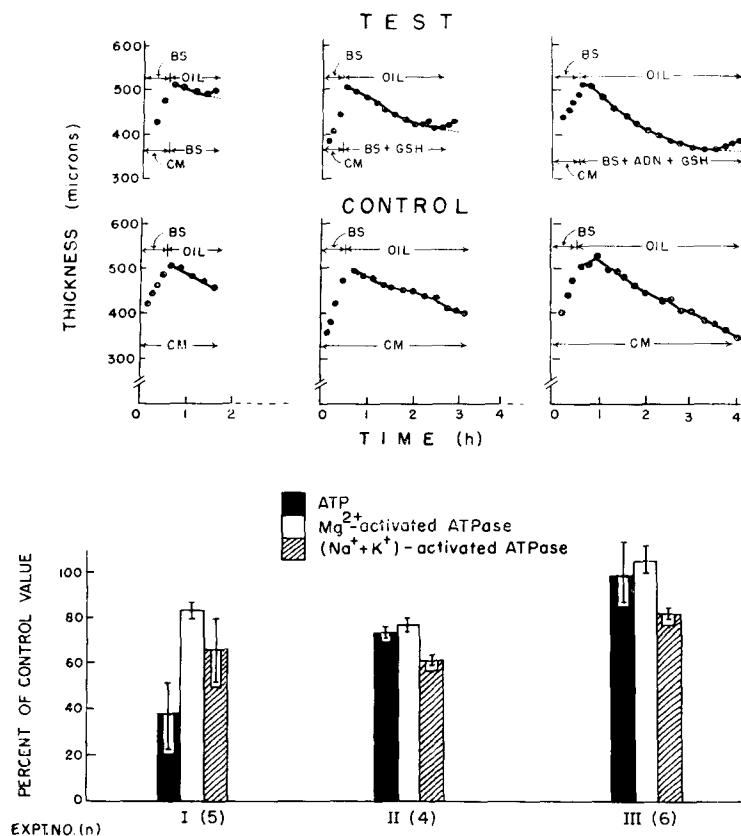 TEST
THICKNESS (microns)
600
500
400
300
BS
OIL
CM
BS
BS
OIL
CM
BS + GSH
BS
OIL
CM
BS + ADN + GSH
CONTROL
600
500
400
300
0
1
2
BS
OIL
CM
BS
OIL
CM
0
1
2
3
BS
OIL
CM
0
1
2
3
4
TIME (h)
ATP
Mg2+-activated ATPase
(Na+ + K+) - activated ATPase
PERCENT OF CONTROL VALUE
100
80
60
40
20
0
EXPT.NO.(n)
I (5)
II (4)
III (6)